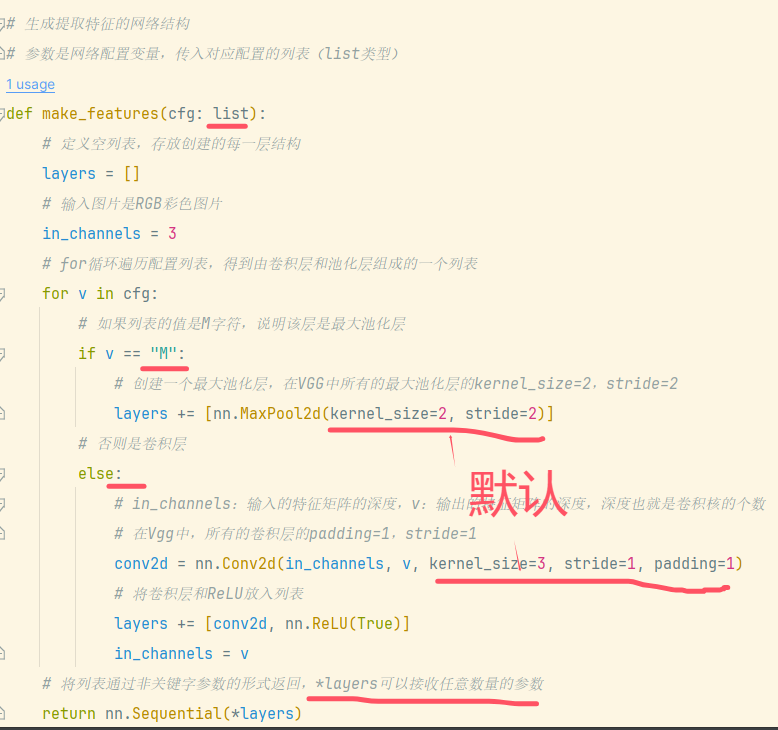 # 生成提取特征的网络结构
# 参数是网络配置变量，传入对应配置的列表（list类型）
1 usage
def make_features(cfg: list):
# 定义空列表，存放创建的每一层结构
layers = []
# 输入图片是RGB彩色图片
in_channels = 3
# for循环遍历配置列表，得到由卷积层和池化层组成的一个列表
for v in cfg:
# 如果列表的值是M字符，说明该层是最大池化层
if v == "M":
# 创建一个最大池化层，在VGG中所有的最大池化层的kernel_size=2，stride=2
layers += [nn.MaxPool2d(kernel_size=2, stride=2)]
# 否则是卷积层
else:
默认
# in_channels：输入的特征矩阵的深度，v：输出的特征矩阵的深度，深度也就是卷积核的个数
# 在Vgg中，所有的卷积层的padding=1，stride=1
conv2d = nn.Conv2d(in_channels, v, kernel_size=3, stride=1, padding=1)
# 将卷积层和ReLU放入列表
layers += [conv2d, nn.ReLU(True)]
in_channels = v
# 将列表通过非关键字参数的形式返回，*layers可以接收任意数量的参数
return nn.Sequential(*layers)